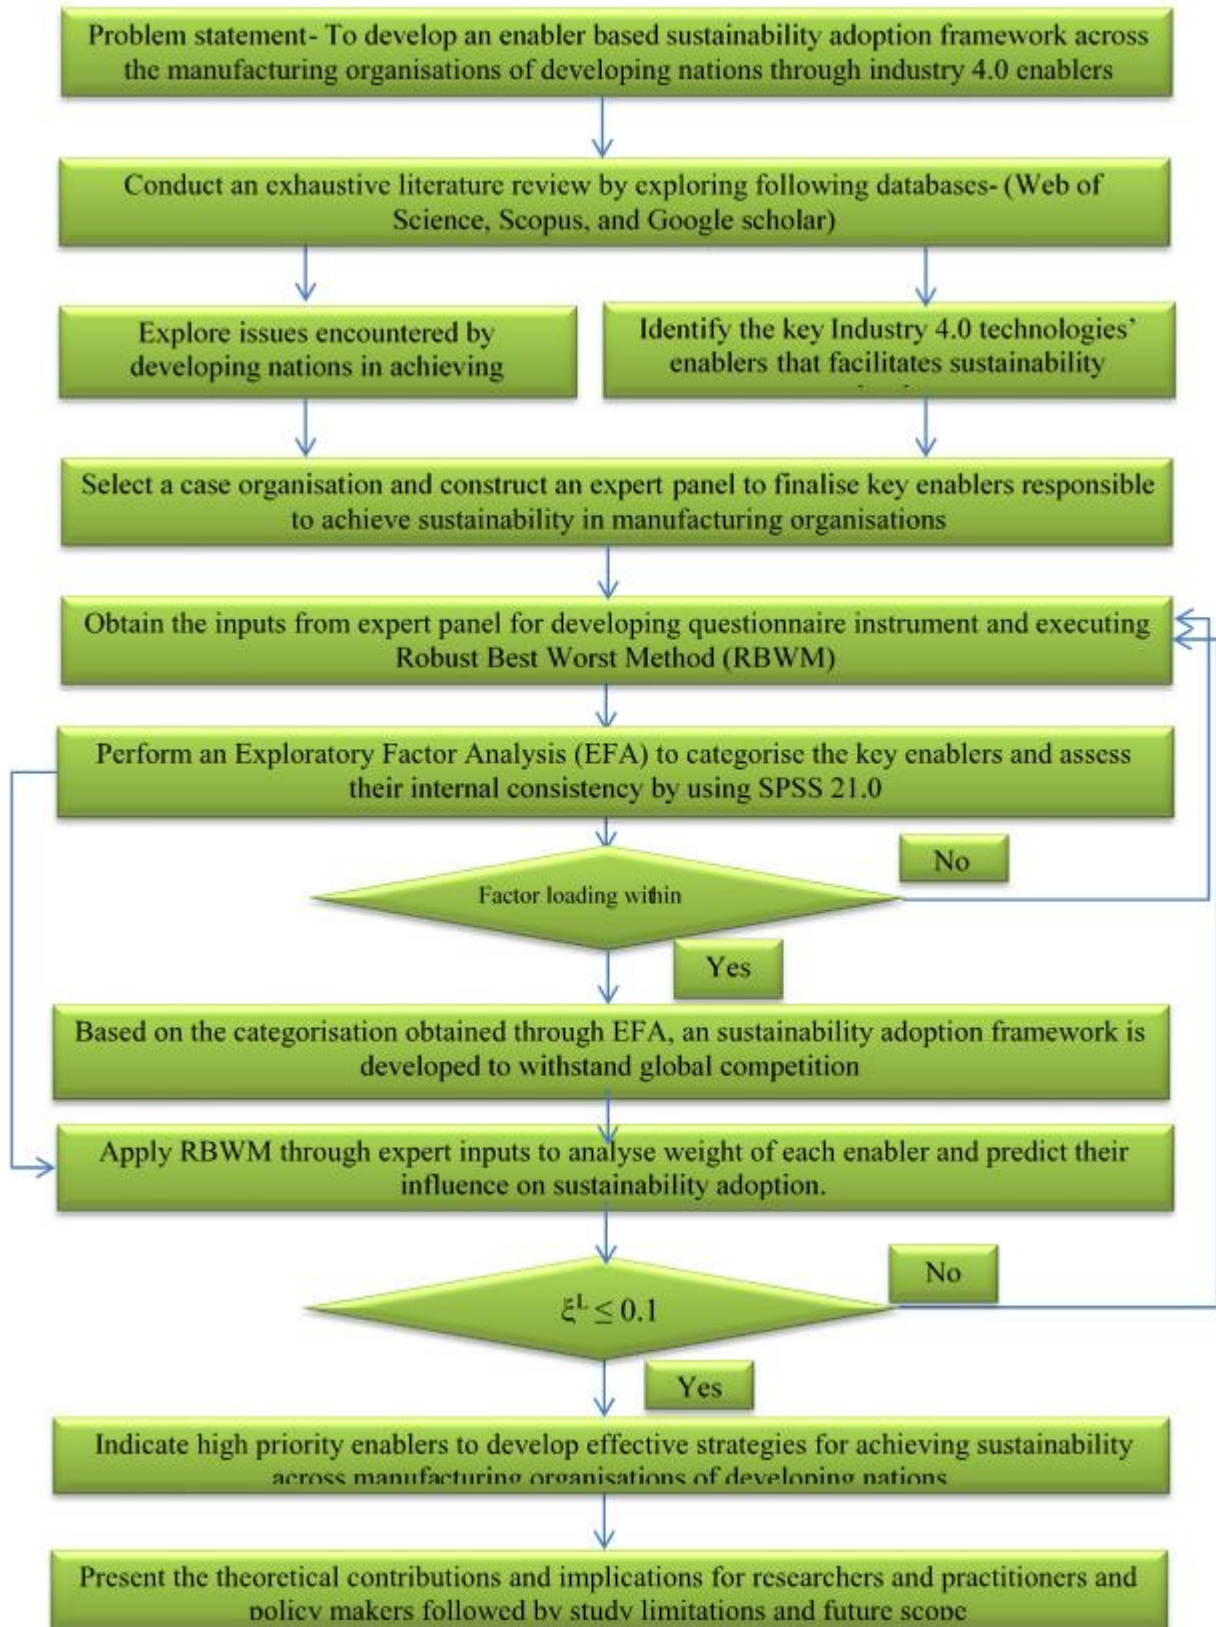 Problem statement- To develop an enabler based sustainability adoption framework across
the manufacturing organisations of developing nations through industry 4.0 enablers
Conduct an exhaustive literature review by exploring following databases- (Web of
Science, Scopus, and Google scholar)
Explore issues encountered by
developing nations in achieving
Identify the key Industry 4.0 technologies’
enablers that facilitates sustainability
Select a case organisation and construct an expert panel to finalise key enablers responsible
to achieve sustainability in manufacturing organisations
Obtain the inputs from expert panel for developing questionnaire instrument and executing
Robust Best Worst Method (RBWM)
Perform an Exploratory Factor Analysis (EFA) to categorise the key enablers and assess
their internal consistency by using SPSS 21.0
No
Factor loading within
Yes
Based on the categorisation obtained through EFA, an sustainability adoption framework is
developed to withstand global competition
Apply RBWM through expert inputs to analyse weight of each enabler and predict their
influence on sustainability adoption.
No
ξᴸ ≤ 0.1
Yes
Indicate high priority enablers to develop effective strategies for achieving sustainability
across manufacturing organisations of developing nations
Present the theoretical contributions and implications for researchers and practitioners and
policy makers followed by study limitations and future scope